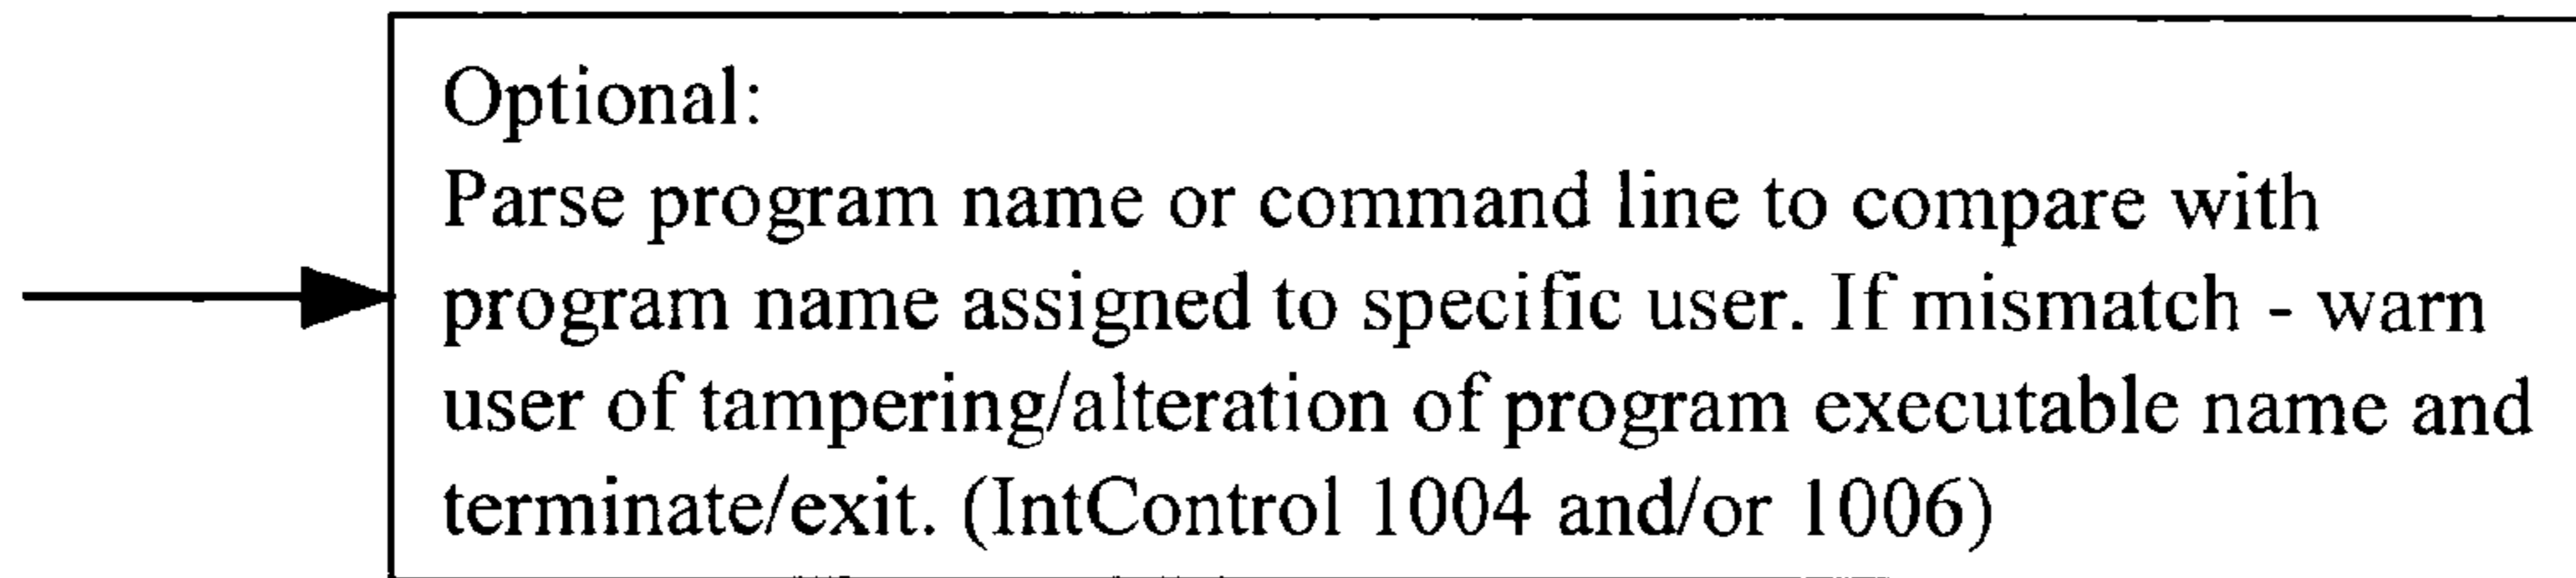 Optional:
Parse program name or command line to compare with
program name assigned to specific user. If mismatch - warn
user of tampering/alteration of program executable name and
terminate/exit. (IntControl 1004 and/or 1006)